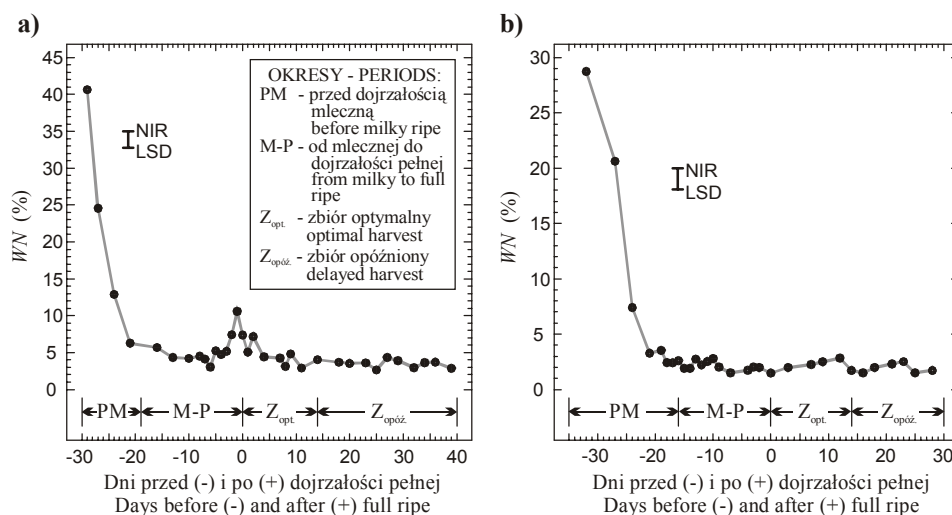 a)
45
40
35
30
25
20
15
10
5
0
WN (%)
NIR
LSD
OKRESY - PERIODS:
PM - przed dojrzałością
mleczną
before milky ripe
M-P - od mlecznej do
dojrzałości pełnej
from milky to full
ripe
Zopt. - zbiór optymalny
optimal harvest
Zopóź. - zbiór opóźniony
delayed harvest
PM M-P Zopt. Zopóź.
-30 -20 -10 0 10 20 30 40
Dni przed (-) i po (+) dojrzałości pełnej
Days before (-) and after (+) full ripe
b)
30
25
20
15
10
5
0
WN (%)
NIR
LSD
PM M-P Zopt. Zopóź.
-30 -20 -10 0 10 20 30
Dni przed (-) i po (+) dojrzałości pełnej
Days before (-) and after (+) full ripe